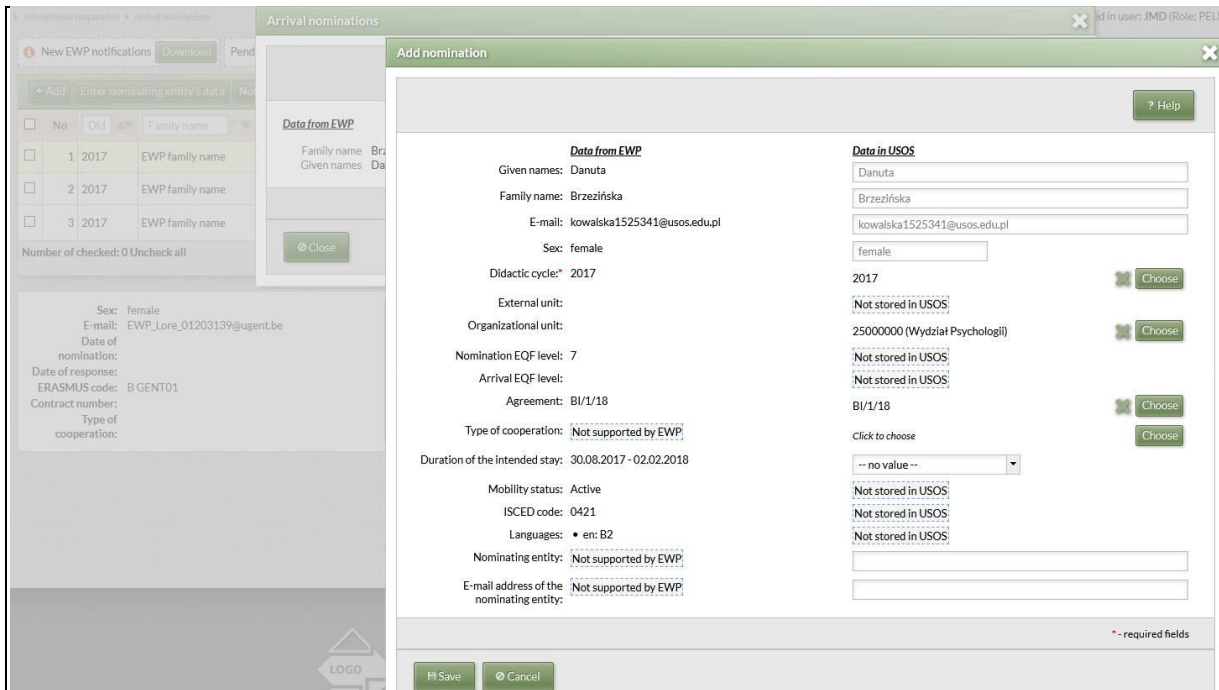 International cooperation Arrival Nominations
Arrival nominations
d in user: JMD (Role: PEL
New EWP notifications Download Pend
Add nomination
+ Add Enter nominating entity's data No
? Help
No Did Family name
Data from EWP
Family name Brz
Given names Da
1 2017 EWP family name
2 2017 EWP family name
3 2017 EWP family name
Number of checked: 0 Uncheck all
Close
Sex: female
E-mail: EWP_Lore_01203139@ugent.be
Date of
nomination:
Date of response:
ERASMUS code: B GENT01
Contract number:
Type of
cooperation:
Data from EWP Data in USOS
Given names: Danuta Danuta
Family name: Brzezińska Brzezińska
E-mail: kowalska1525341@usos.edu.pl kowalska1525341@usos.edu.pl
Sex: female female
Didactic cycle:* 2017 2017 Choose
External unit: Not stored in USOS
Organizational unit: 25000000 (Wydział Psychologii) Choose
Nomination EQF level: 7 Not stored in USOS
Arrival EQF level: Not stored in USOS
Agreement: BI/1/18 BI/1/18 Choose
Type of cooperation: Not supported by EWP Click to choose Choose
Duration of the intended stay: 30.08.2017 - 02.02.2018 -- no value --
Mobility status: Active Not stored in USOS
ISCED code: 0421 Not stored in USOS
Languages: • en: B2 Not stored in USOS
Nominating entity: Not supported by EWP
E-mail address of the Not supported by EWP
nominating entity:
* - required fields
LOGO
Save Cancel